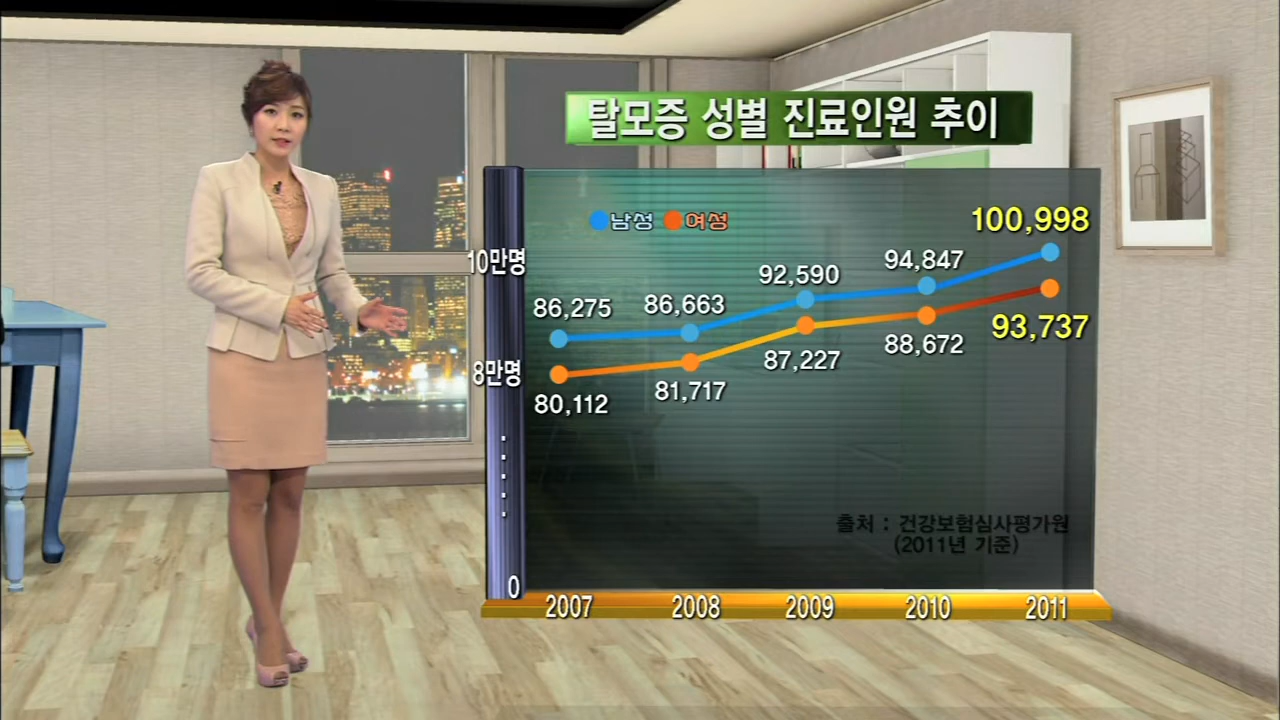 탈모증 성별 진료인원 추이
남성 여성
100,998
10만명
86,275
86,663
92,590
94,847
8만명
80,112
81,717
87,227
88,672
93,737
출처 : 건강보험심사평가원
(2011년 기준)
0
2007 2008 2009 2010 2011